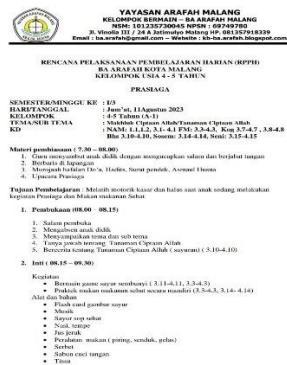 YAYASAN ARAFAH MALANG
KELOMPOK BERMAIN – BA ARAFAH MALANG
NSM: 101235730045 NPSN : 69749780
Jl. Vinolia III / 24 A Jatimulyo Malang HP. 081357918339
Email : arafahmalang@gmail.com – Website : kb-ba arafah.blogspot.com
RENCANA PELAKSANAAN PEMBELAJARAN HARIAN (RPPH)
BA ARAFAH KOTA MALANG
KELOMPOK USIA 4 - 5 TAHUN
PRASIAGA
SEMESTER/MINGGU KE : I/3
HARI/TANGGAL : Jum'at, 11Agustus 2023
KELOMPOK : 4-5 Tahun (A-1)
TEMA/SUB TEMA : Makhluk Ciptaan Allah/Tanaman Ciptaan Allah
KD : NAM: 1.1,1.2, 3.1- 4.1 FM: 3.3-4.3, Kog 3.7-4.7 , 3.8-4.8
Bhs 3.10-4.10, Sosem: 3.14-4.14, Seni: 3.15-4.15
Materi pembiasaan ( 7.30 – 08.00)
1. Guru menyambut anak didik dengan mengucapkan salam dan berjabat tangan
2. Berbaris di lapangan
3. Murojaah hafalan Do'a, Hadits, Surat pendek, Asmaul Husna
4. Upacara Prasiaga
Tujuan Pembelajaran : Melatih motorik kasar dan halus saat anak sedang melakukan
kegiatan Prasiaga dan Makan makanan Sehat
1. Pembukaan (08.00 – 08.15)
1. Salam pembuka
2. Mengabsen anak didik
3. Menyampaikan tema dan sub tema
4. Tanya jawab tentang Tanaman Ciptaan Allah
5. Bercerita tentang Tanaman Ciptaan Allah ( sayuran) ( 3.10-4.10)
2. Inti ( 08.15 – 09.30)
Kegiatan
• Bermain game sayur sembunyi ( 3.11-4.11, 3.3-4.3)
• Praktek makan makanan sehat secara mandiri (3.3-4.3, 3.14- 4.14)
Alat dan bahan
• Flash card gambar sayur
• Musik
• Sayur sop sehat
• Nasi, tempe
• Jus jeruk
• Peralatan makan ( piring, sendok, gelas)
• Serbet
• Sabun cuci tangan
• Tissu